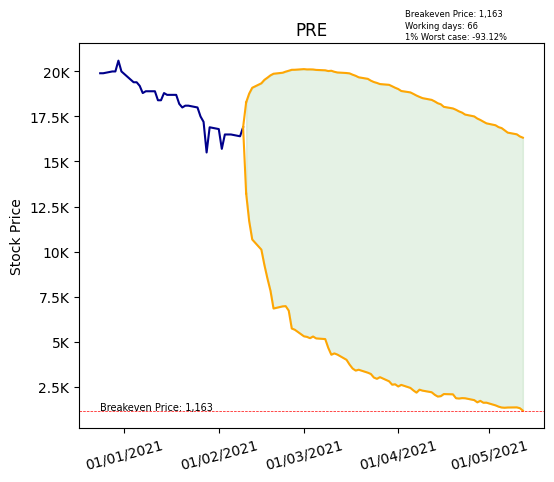 Breakeven Price: 1,163
Working days: 66
1% Worst case: -93.12%
PRE
Stock Price
20K
17.5K
15K
12.5K
10K
7.5K
5K
2.5K
Breakeven Price: 1,163
01/01/2021
01/02/2021
01/03/2021
01/04/2021
01/05/2021